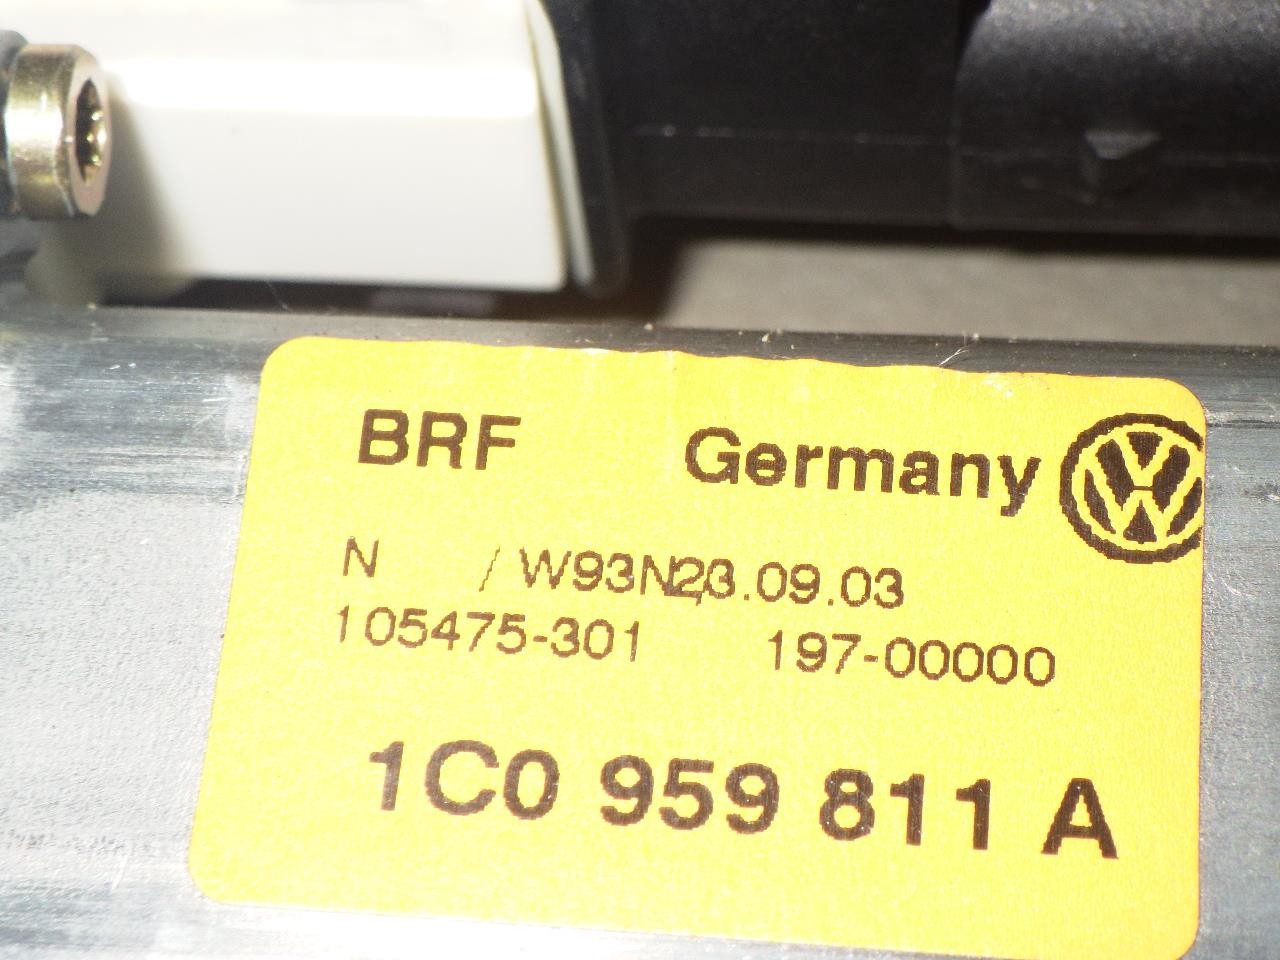 BRF Germany
N / W93N23.09.03
105475-301 197-00000
1C0 959 811 A